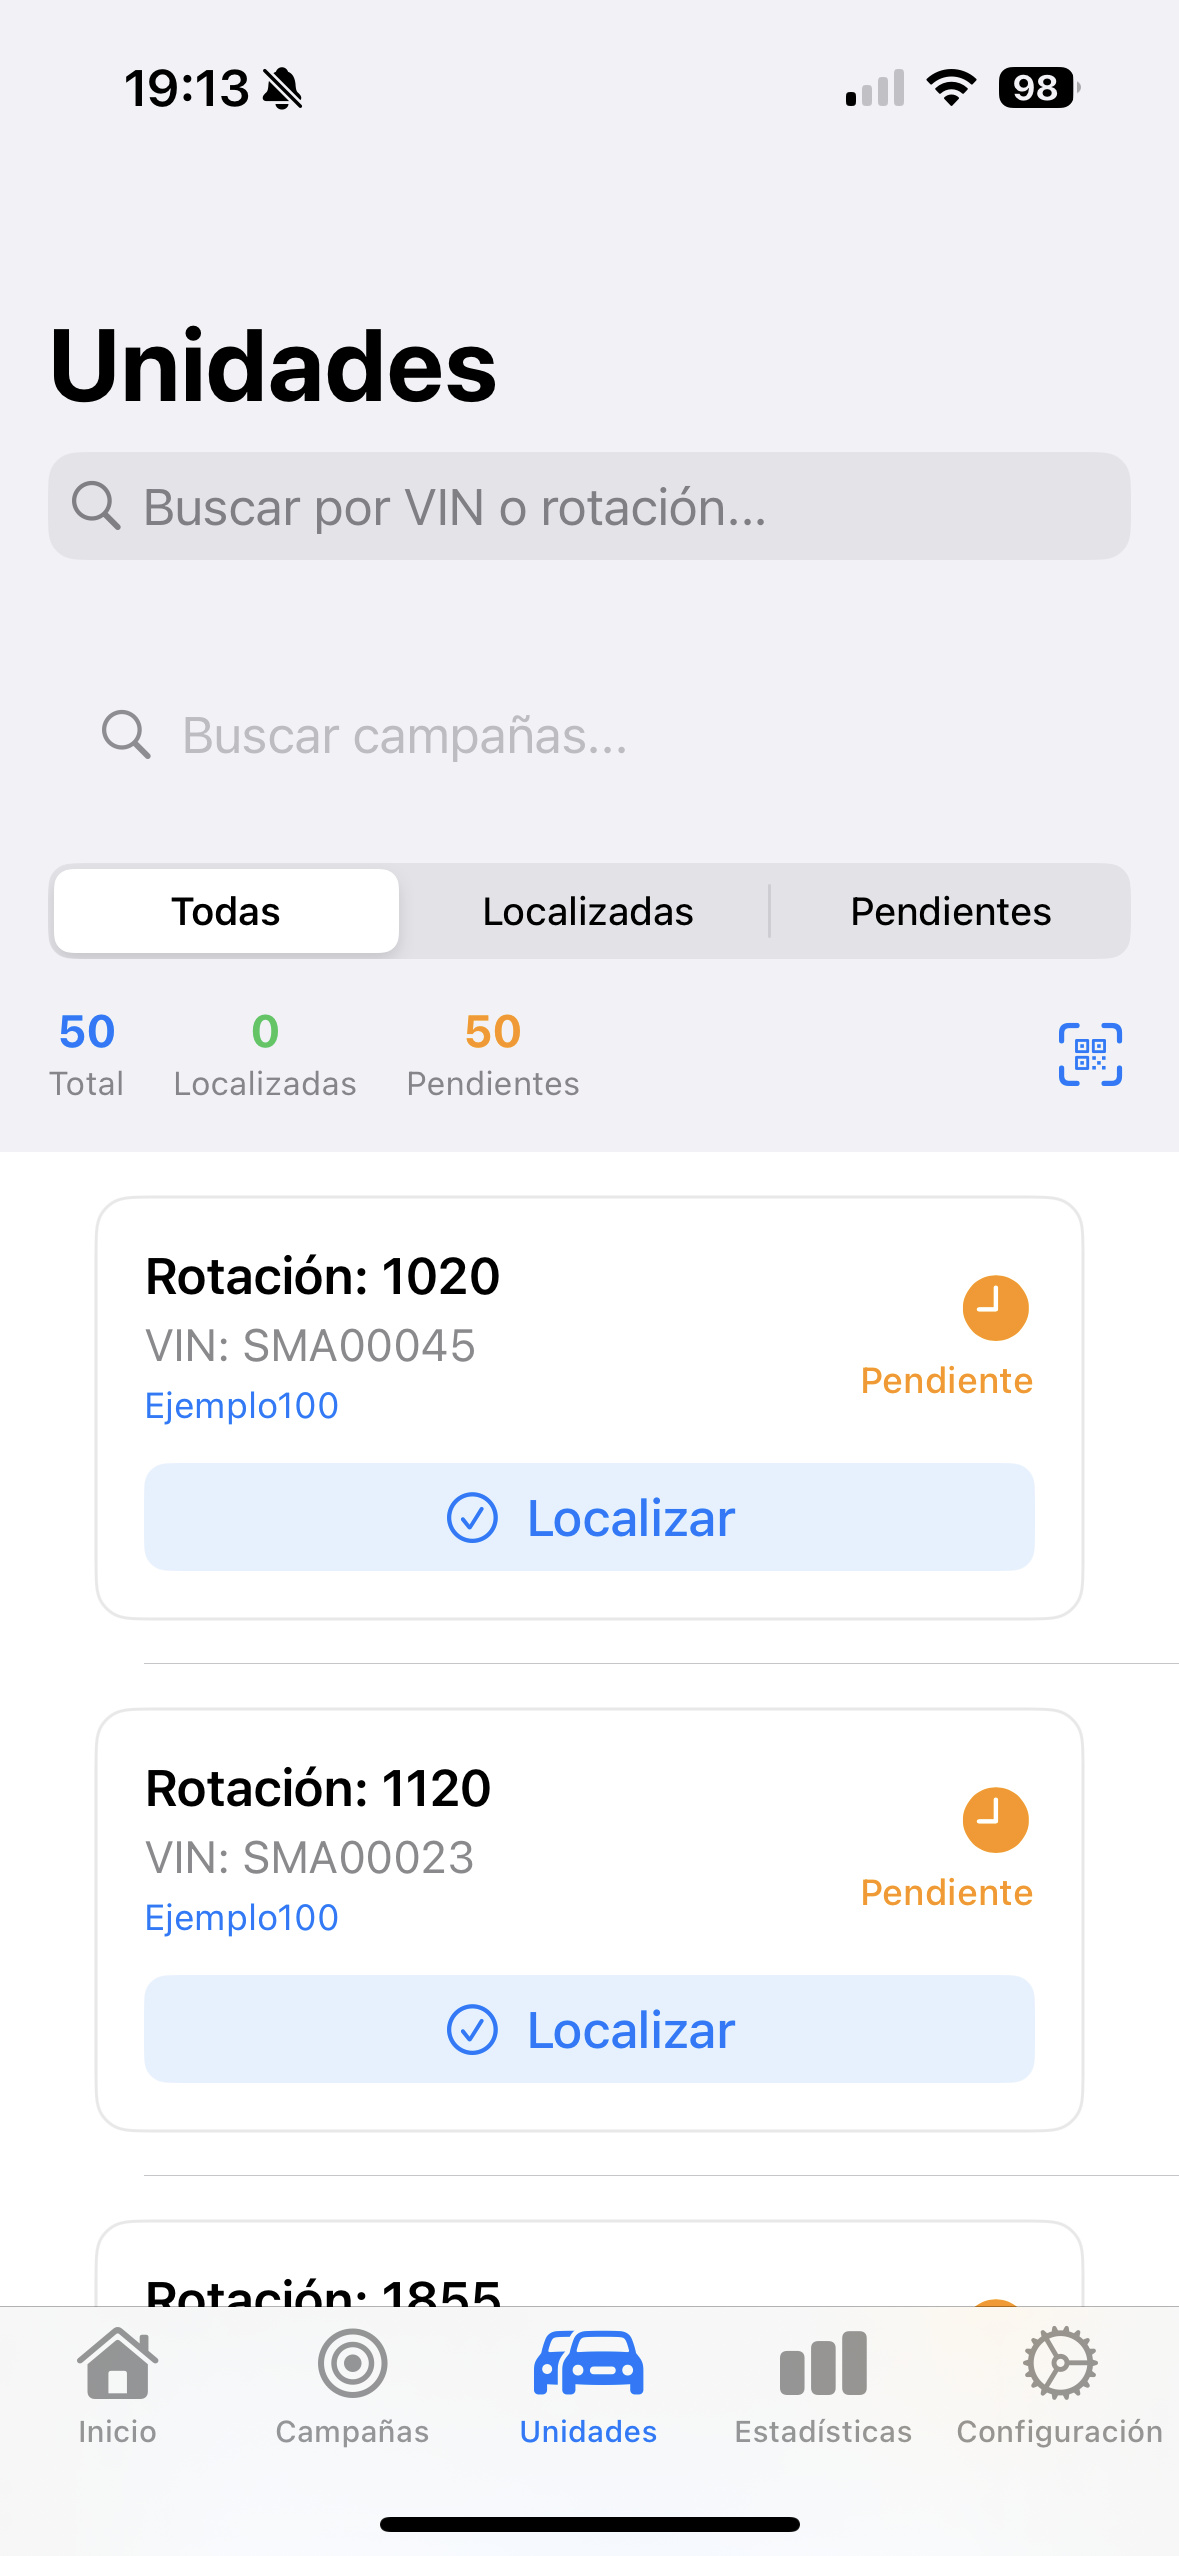 19:13
98
Unidades
Buscar por VIN o rotación...
Buscar campañas...
Todas Localizadas Pendientes
50 0 50
Total Localizadas Pendientes
Rotación: 1020
VIN: SMA00045
Ejemplo100
Pendiente
Localizar
Rotación: 1120
VIN: SMA00023
Ejemplo100
Pendiente
Localizar
Rotación: 1855
Inicio Campañas Unidades Estadísticas Configuración